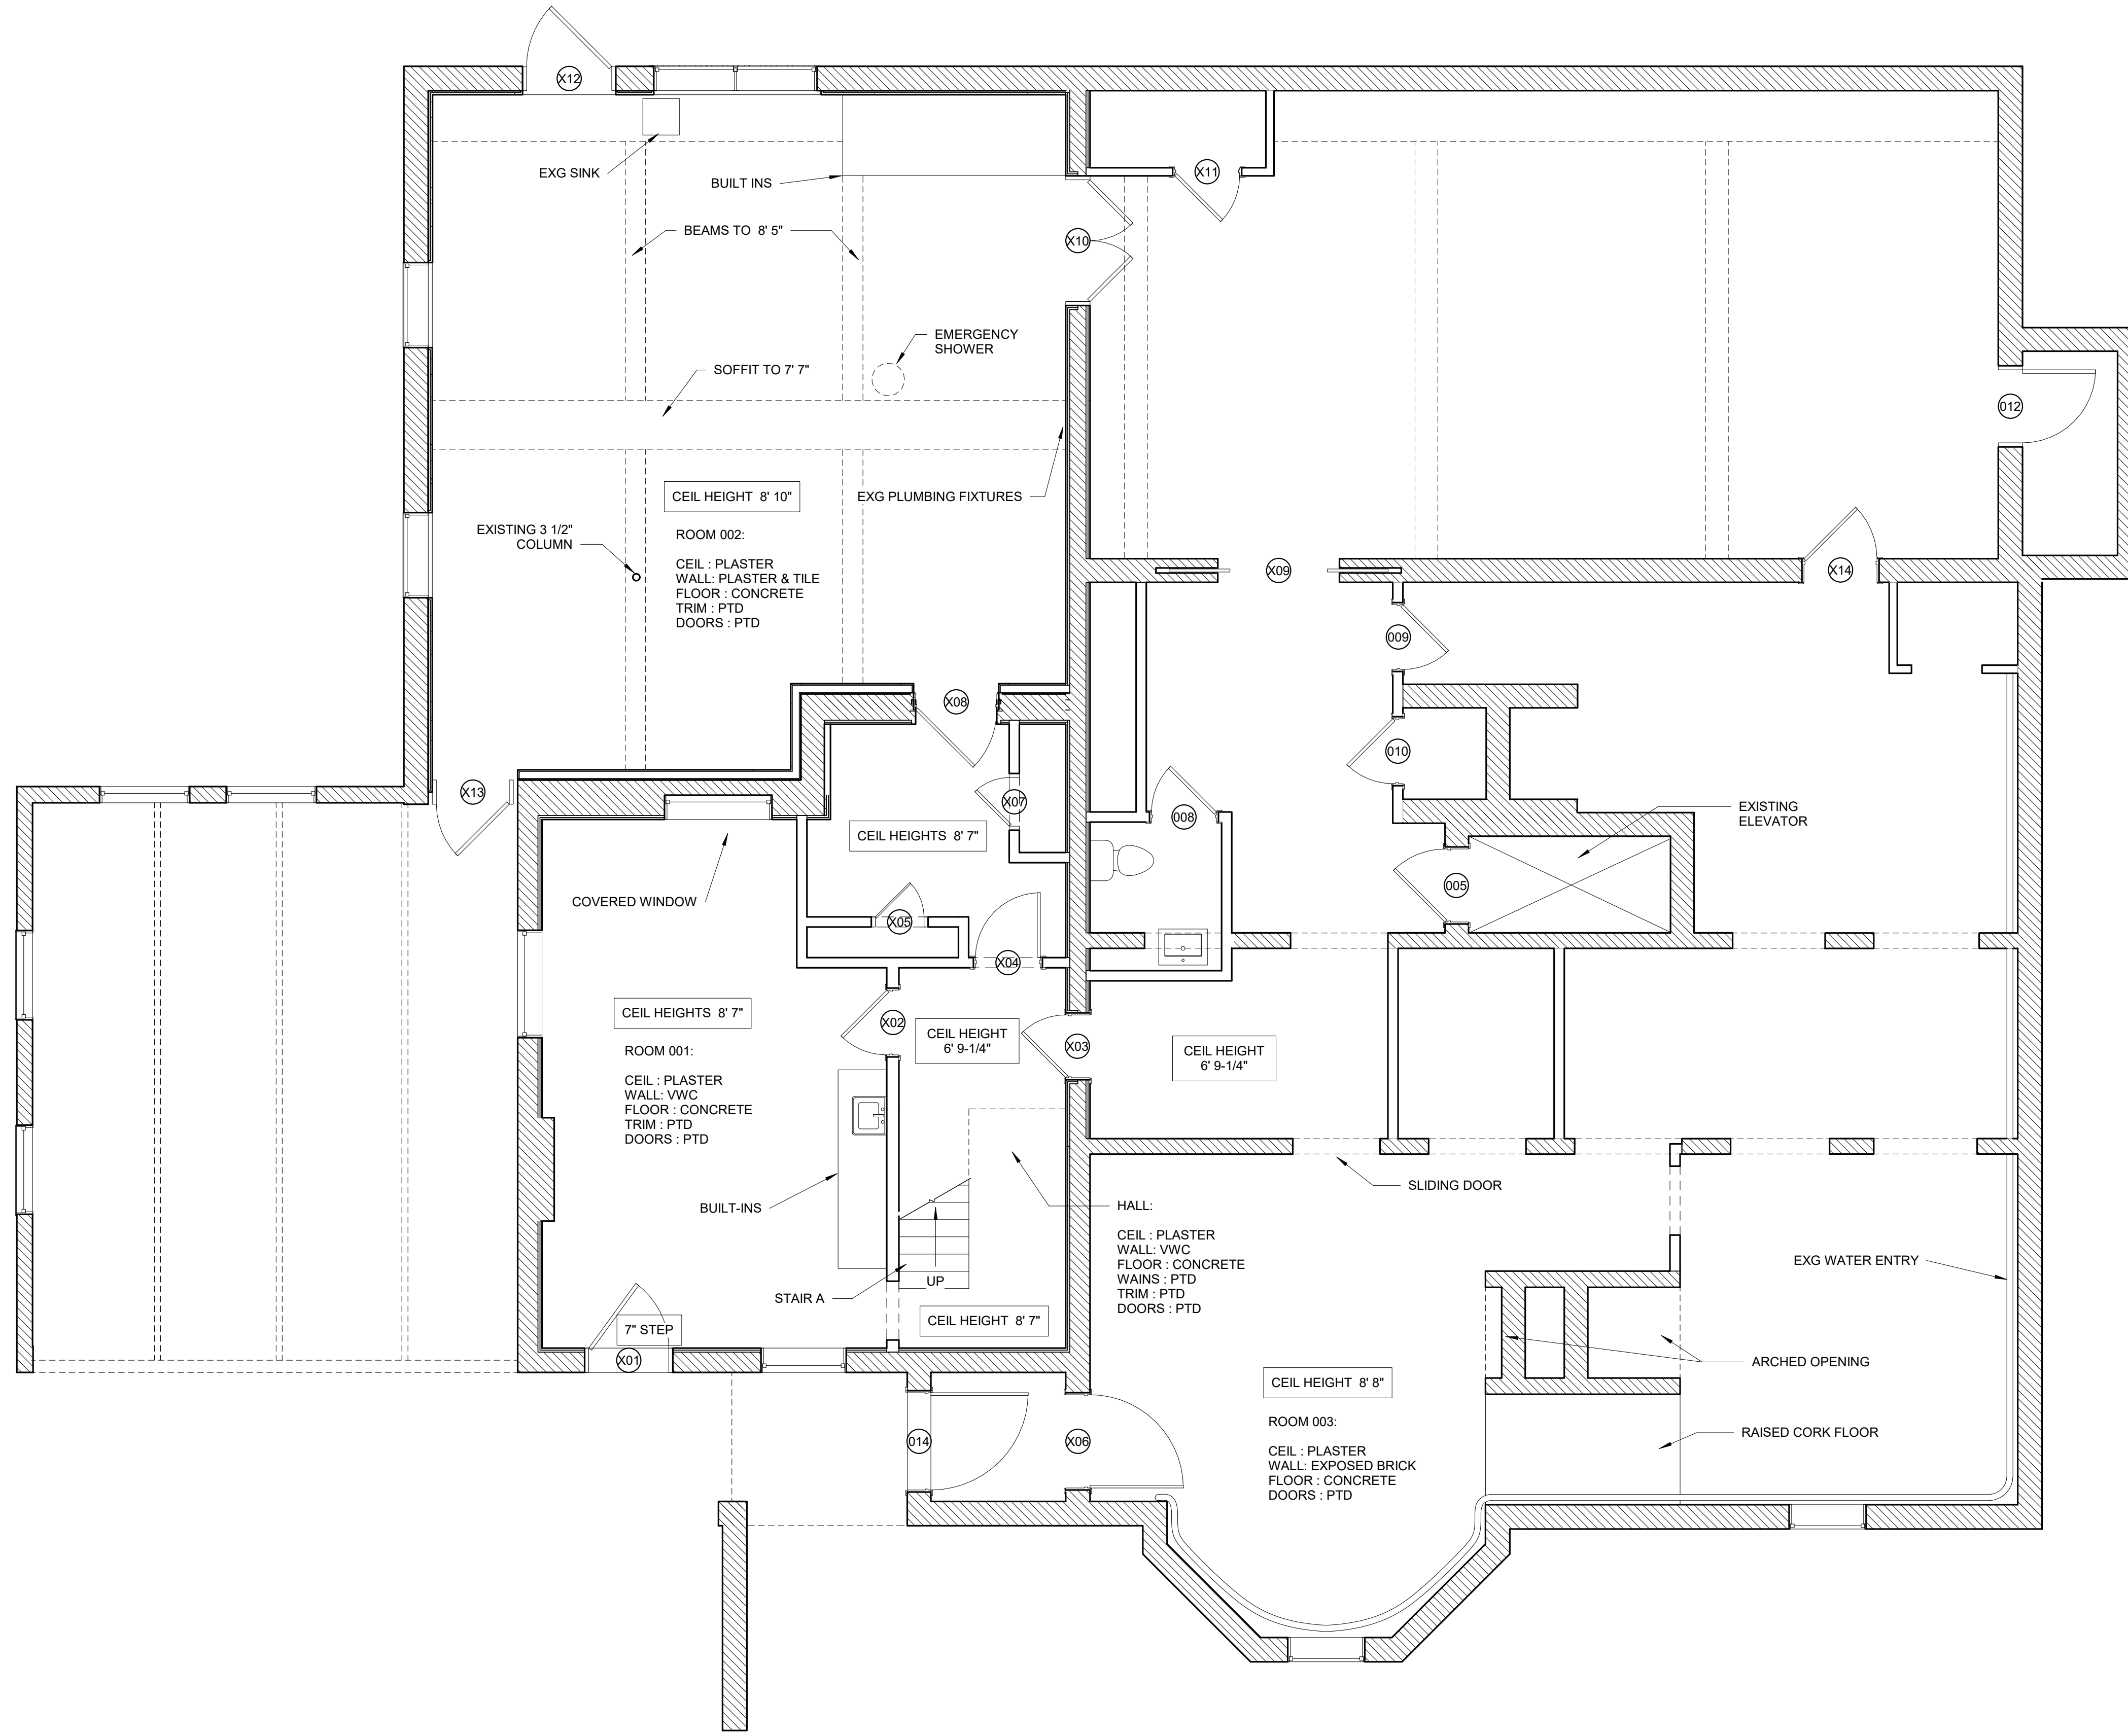 X12
EXG SINK
BUILT INS
X11
BEAMS TO 8' 5"
X10
EMERGENCY
SHOWER
SOFFIT TO 7' 7"
012
CEIL HEIGHT 8' 10"
EXG PLUMBING FIXTURES
EXISTING 3 1/2"
COLUMN
ROOM 002:
CEIL : PLASTER
WALL: PLASTER & TILE
FLOOR : CONCRETE
TRIM : PTD
DOORS : PTD
X09
X14
009
X08
010
X13
X07
008
EXISTING
ELEVATOR
CEIL HEIGHTS 8' 7"
005
COVERED WINDOW
X05
X04
CEIL HEIGHTS 8' 7"
X02
CEIL HEIGHT
6' 9-1/4"
X03
CEIL HEIGHT
6' 9-1/4"
ROOM 001:
CEIL : PLASTER
WALL: VWC
FLOOR : CONCRETE
TRIM : PTD
DOORS : PTD
SLIDING DOOR
BUILT-INS
HALL:
CEIL : PLASTER
WALL: VWC
FLOOR : CONCRETE
WAINS : PTD
TRIM : PTD
DOORS : PTD
EXG WATER ENTRY
UP
STAIR A
CEIL HEIGHT 8' 7"
7" STEP
X01
ARCHED OPENING
CEIL HEIGHT 8' 8"
ROOM 003:
CEIL : PLASTER
WALL: EXPOSED BRICK
FLOOR : CONCRETE
DOORS : PTD
RAISED CORK FLOOR
014
X06